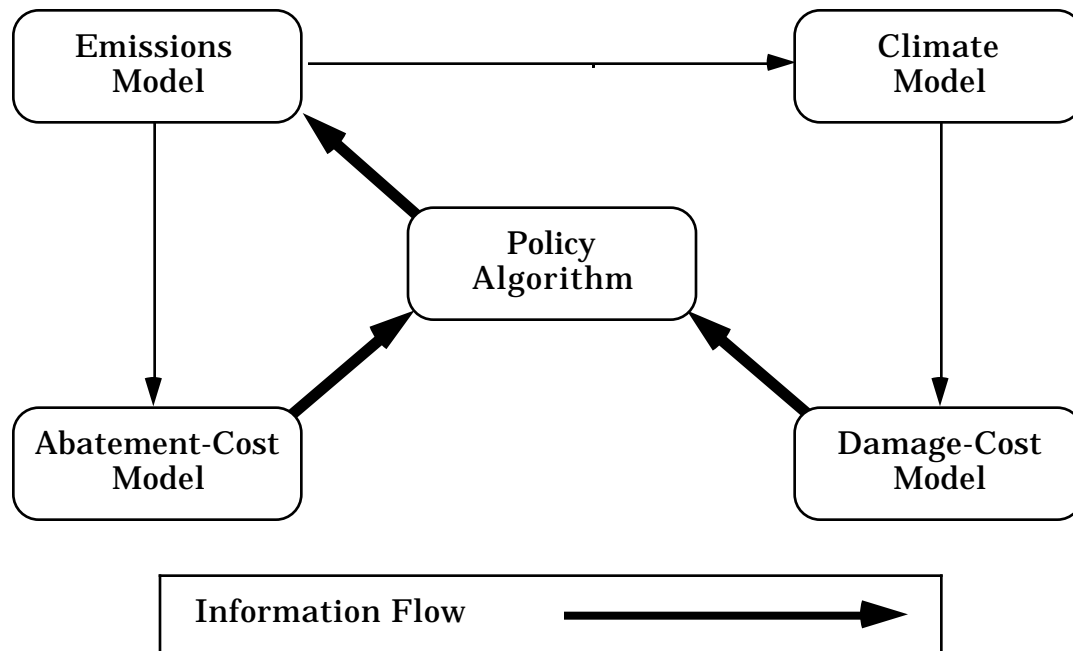 Emissions
Model
Climate
Model
Policy
Algorithm
Abatement-Cost
Model
Damage-Cost
Model
Information Flow